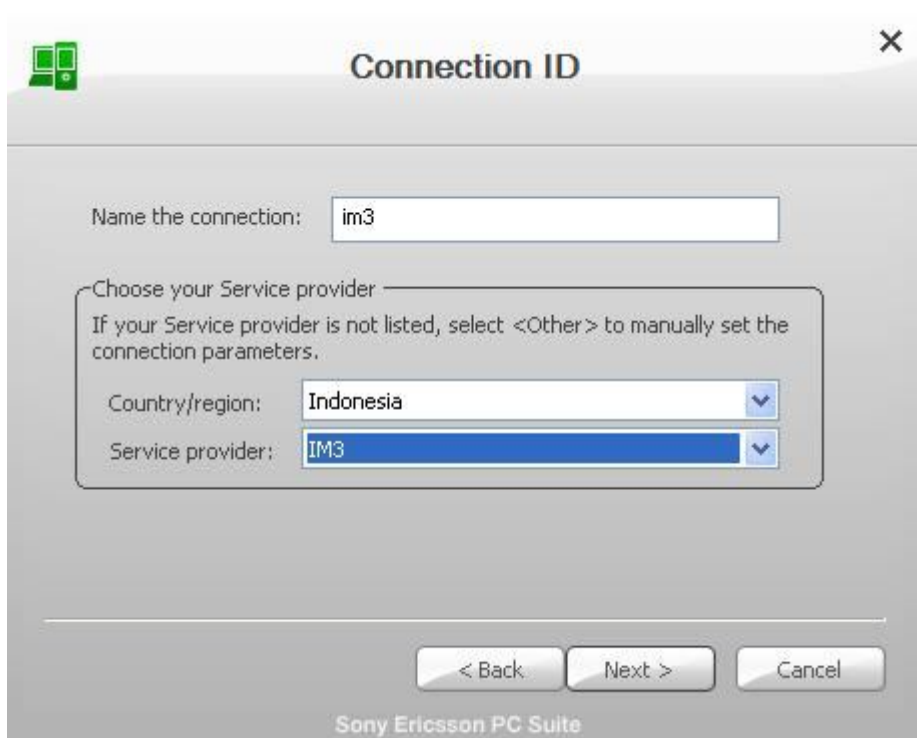 Connection ID
Name the connection: im3
Choose your Service provider
If your Service provider is not listed, select <Other> to manually set the
connection parameters.
Country/region: Indonesia
Service provider: IM3
< Back Next > Cancel
Sony Ericsson PC Suite